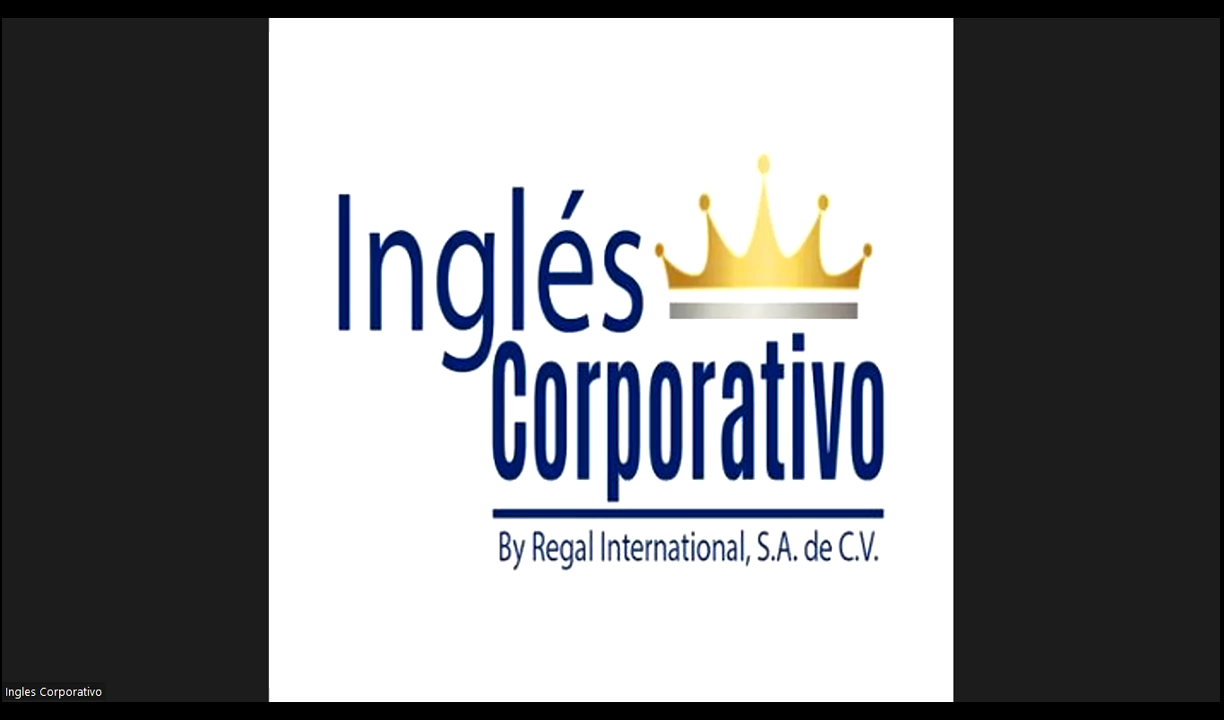 Inglés
Corporativo
By Regal International, S.A. de C.V.
Ingles Corporativo